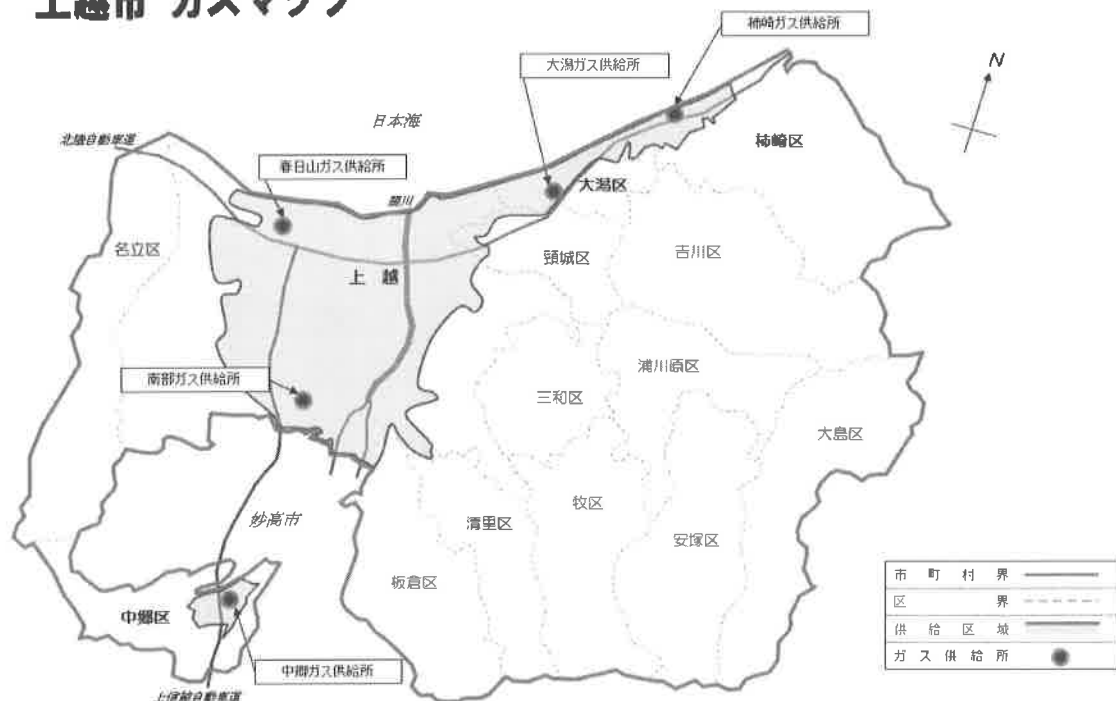 上越市 ガスマップ
柿崎ガス供給所
大潟ガス供給所
N
日本海
北陸自動車道
柿崎区
春日山ガス供給所
大潟区
関川
名立区
頸城区
吉川区
上越
浦川原区
南部ガス供給所
三和区
大島区
牧区
妙高市
清里区
安塚区
板倉区
市町村界
区界
中郷区
供給区域
ガス供給所
中郷ガス供給所
上信越自動車道